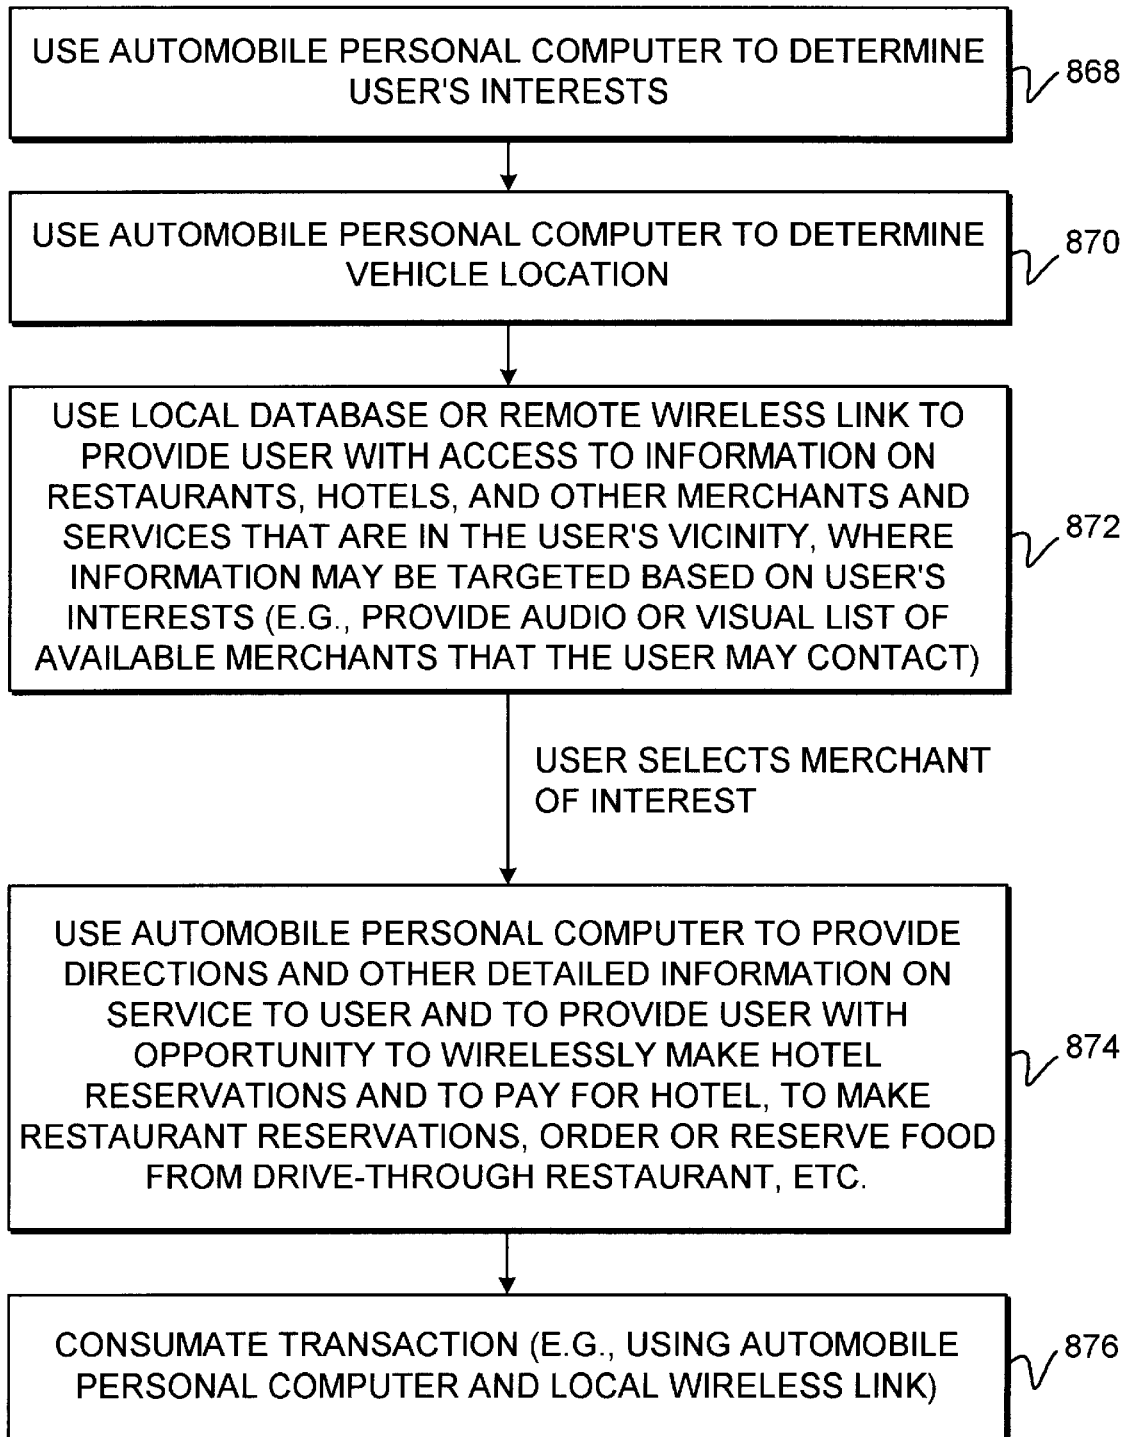 USE AUTOMOBILE PERSONAL COMPUTER TO DETERMINE
USER'S INTERESTS
868
USE AUTOMOBILE PERSONAL COMPUTER TO DETERMINE
VEHICLE LOCATION
870
USE LOCAL DATABASE OR REMOTE WIRELESS LINK TO
PROVIDE USER WITH ACCESS TO INFORMATION ON
RESTAURANTS, HOTELS, AND OTHER MERCHANTS AND
SERVICES THAT ARE IN THE USER'S VICINITY, WHERE
INFORMATION MAY BE TARGETED BASED ON USER'S
INTERESTS (E.G., PROVIDE AUDIO OR VISUAL LIST OF
AVAILABLE MERCHANTS THAT THE USER MAY CONTACT)
872
USER SELECTS MERCHANT
OF INTEREST
USE AUTOMOBILE PERSONAL COMPUTER TO PROVIDE
DIRECTIONS AND OTHER DETAILED INFORMATION ON
SERVICE TO USER AND TO PROVIDE USER WITH
OPPORTUNITY TO WIRELESSLY MAKE HOTEL
RESERVATIONS AND TO PAY FOR HOTEL, TO MAKE
RESTAURANT RESERVATIONS, ORDER OR RESERVE FOOD
FROM DRIVE-THROUGH RESTAURANT, ETC.
874
CONSUMATE TRANSACTION (E.G., USING AUTOMOBILE
PERSONAL COMPUTER AND LOCAL WIRELESS LINK)
876